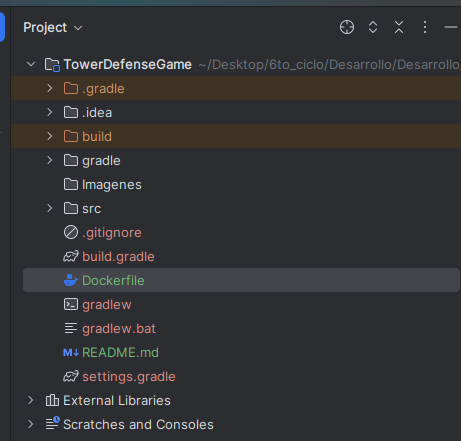 Project
TowerDefenseGame ~/Desktop/6to_ciclo/Desarrollo/Desarrollo_
.gradle
.idea
build
gradle
Imagenes
src
.gitignore
build.gradle
Dockerfile
gradlew
gradlew.bat
M↓ README.md
settings.gradle
External Libraries
Scratches and Consoles